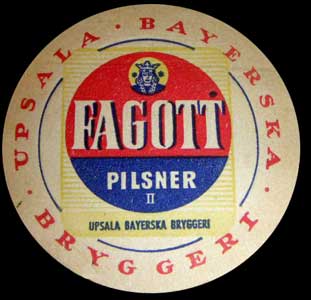 UPSALA · BAYERSKA
· BRYGGERI ·
FAGOTT
PILSNER
II
UPSALA BAYERSKA BRYGGERI